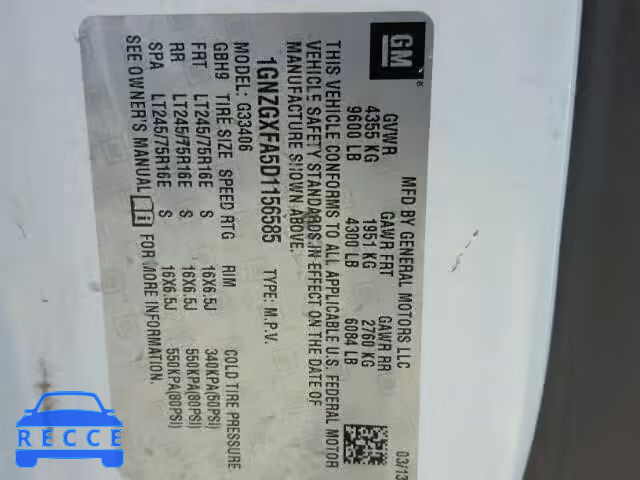 GM
®
MFD BY GENERAL MOTORS LLC
03/13
GVWR GAWR FRT GAWR RR
4355 KG 1951 KG 2760 KG
9600 LB 4300 LB 6084 LB
THIS VEHICLE CONFORMS TO ALL APPLICABLE U.S. FEDERAL MOTOR
VEHICLE SAFETY STANDARDS IN EFFECT ON THE DATE OF
MANUFACTURE SHOWN ABOVE.
1GNZGXFA5D1156585 TYPE: M.P.V.
MODEL: G33406
GBH9 TIRE SIZE SPEED RTG RIM COLD TIRE PRESSURE
FRT LT245/75R16E S 16X6.5J 340KPA(50PSI)
RR LT245/75R16E S 16X6.5J 550KPA(80PSI)
SPA LT245/75R16E S 16X6.5J 550KPA(80PSI)
SEE OWNER'S MANUAL FOR MORE INFORMATION.
RECCE